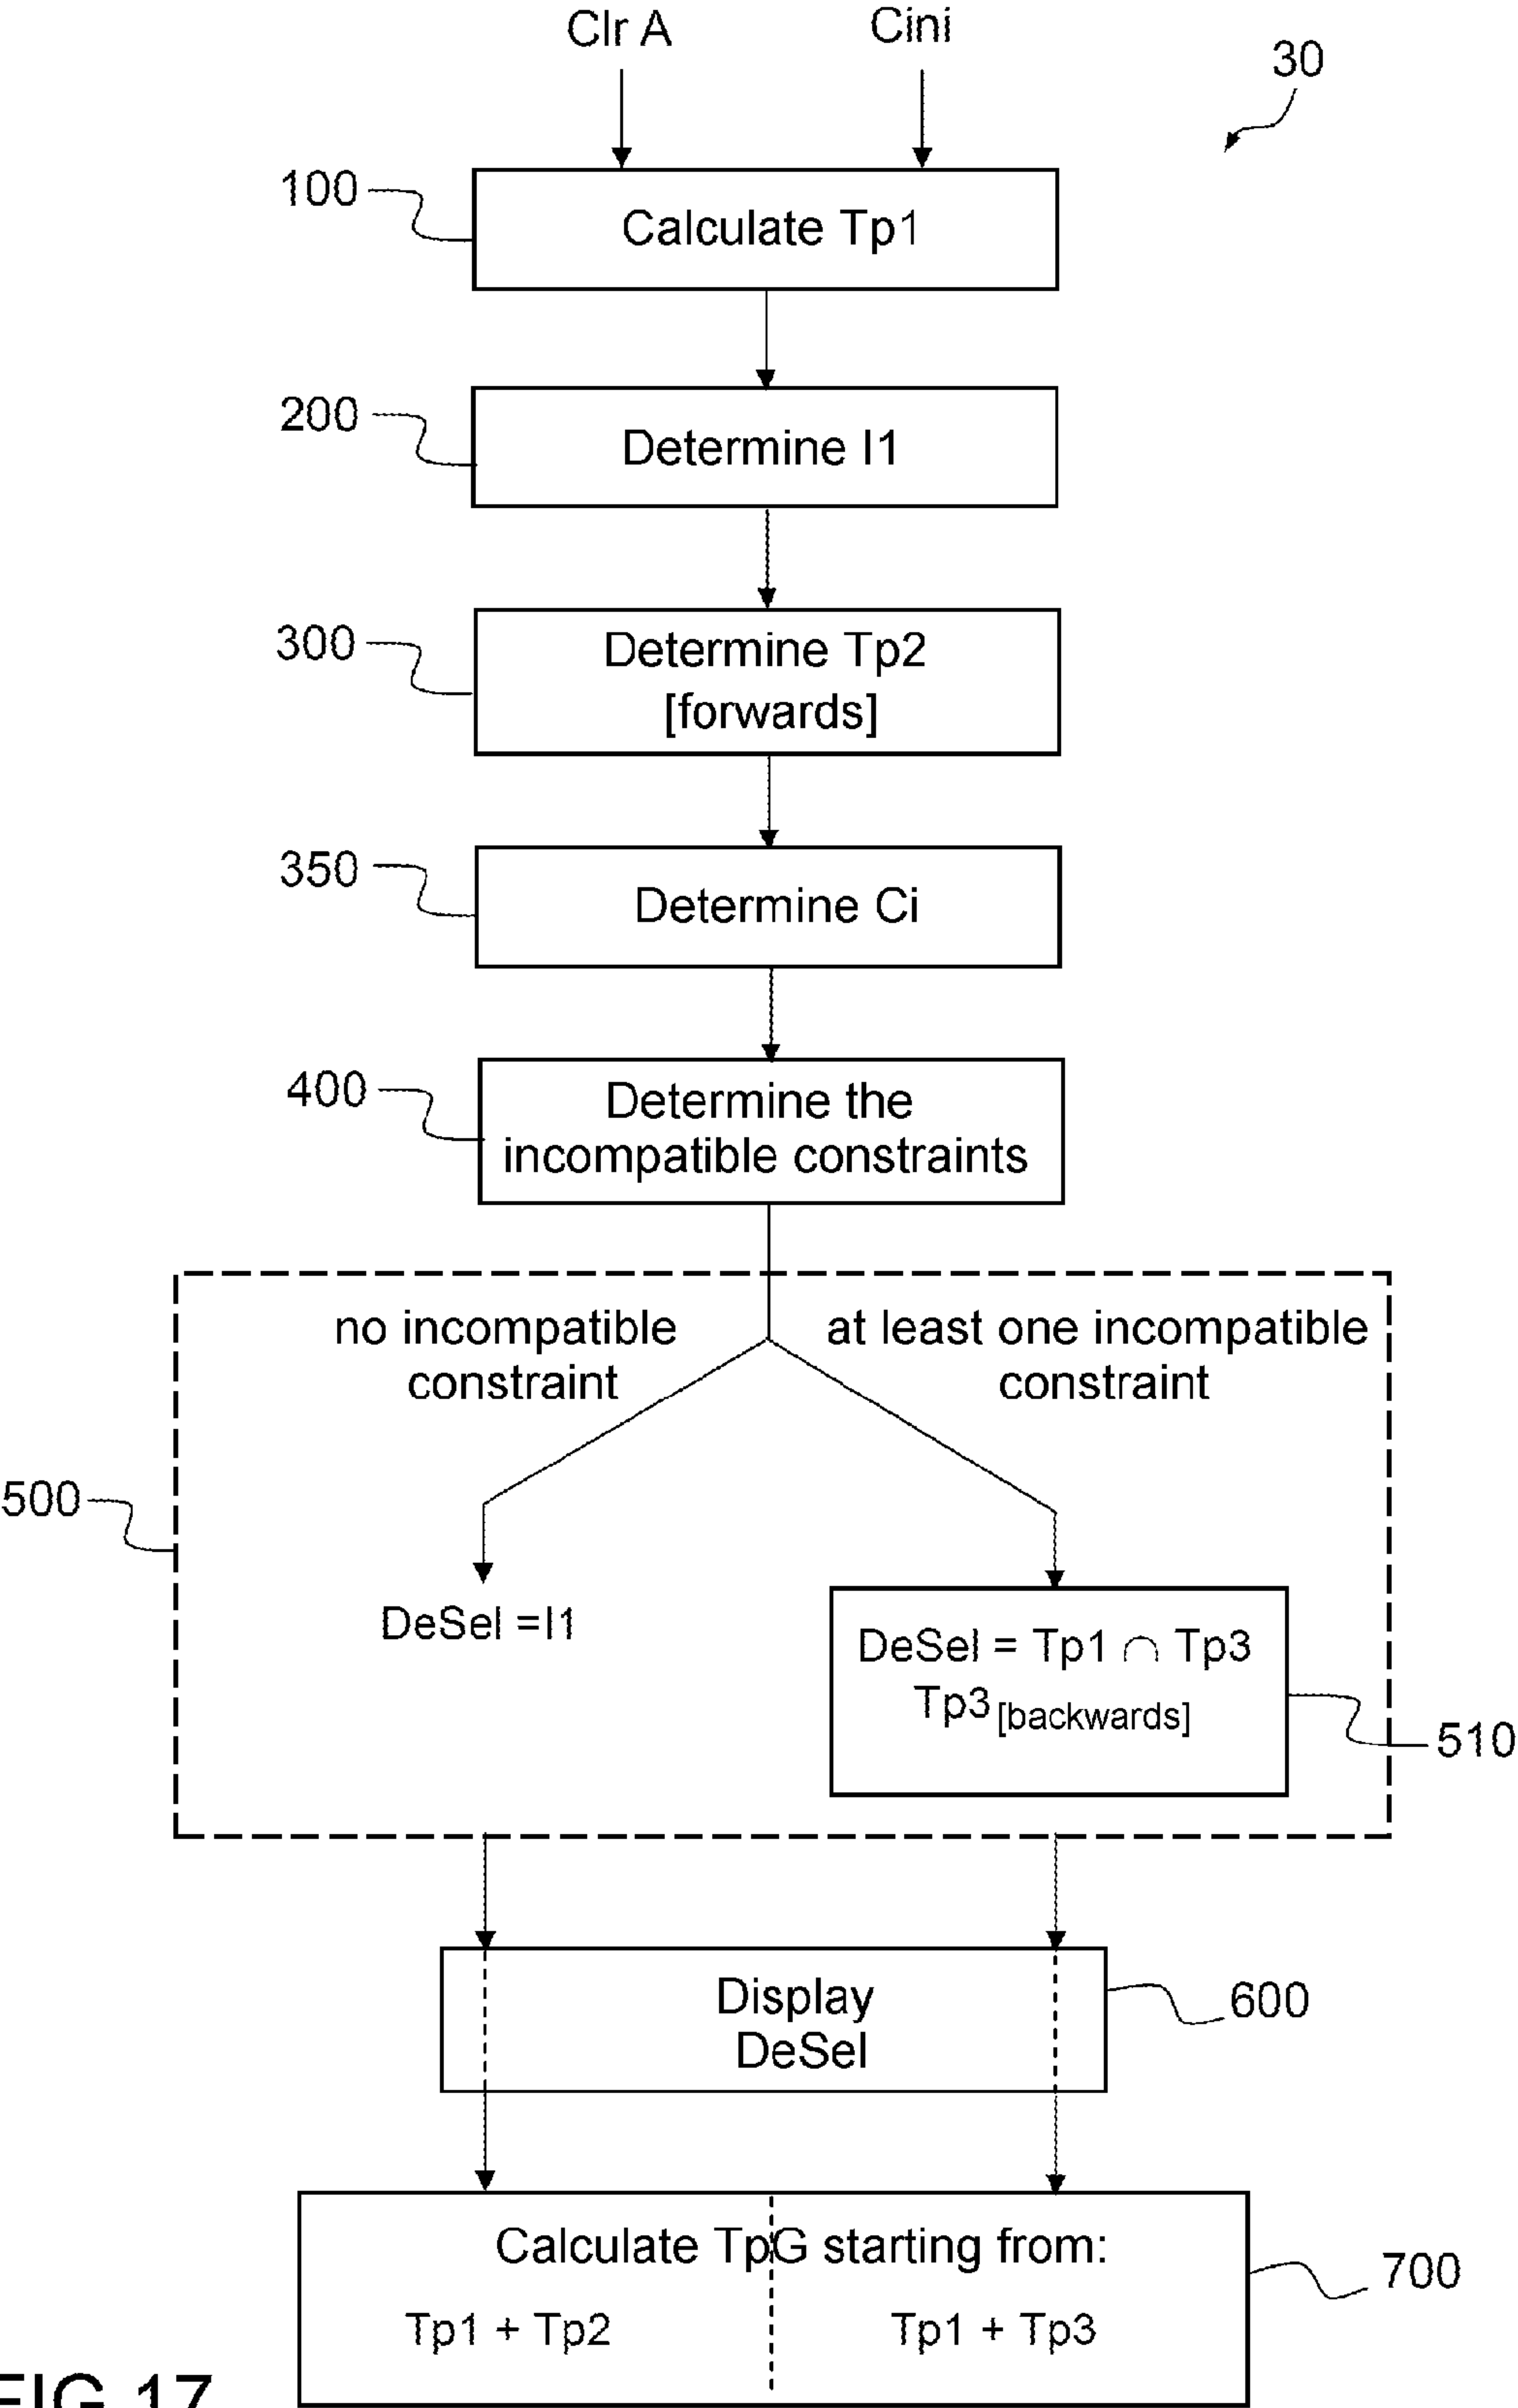 Clr A
Cini
30
100
Calculate Tp1
200
Determine I1
300
Determine Tp2
[forwards]
350
Determine Ci
400
Determine the
incompatible constraints
no incompatible
constraint
at least one incompatible
constraint
500
DeSel =I1
DeSel = Tp1 ∩ Tp3
Tp3 [backwards]
510
Display
DeSel
600
Calculate TpG starting from:
Tp1 + Tp2
Tp1 + Tp3
700
FIG.17